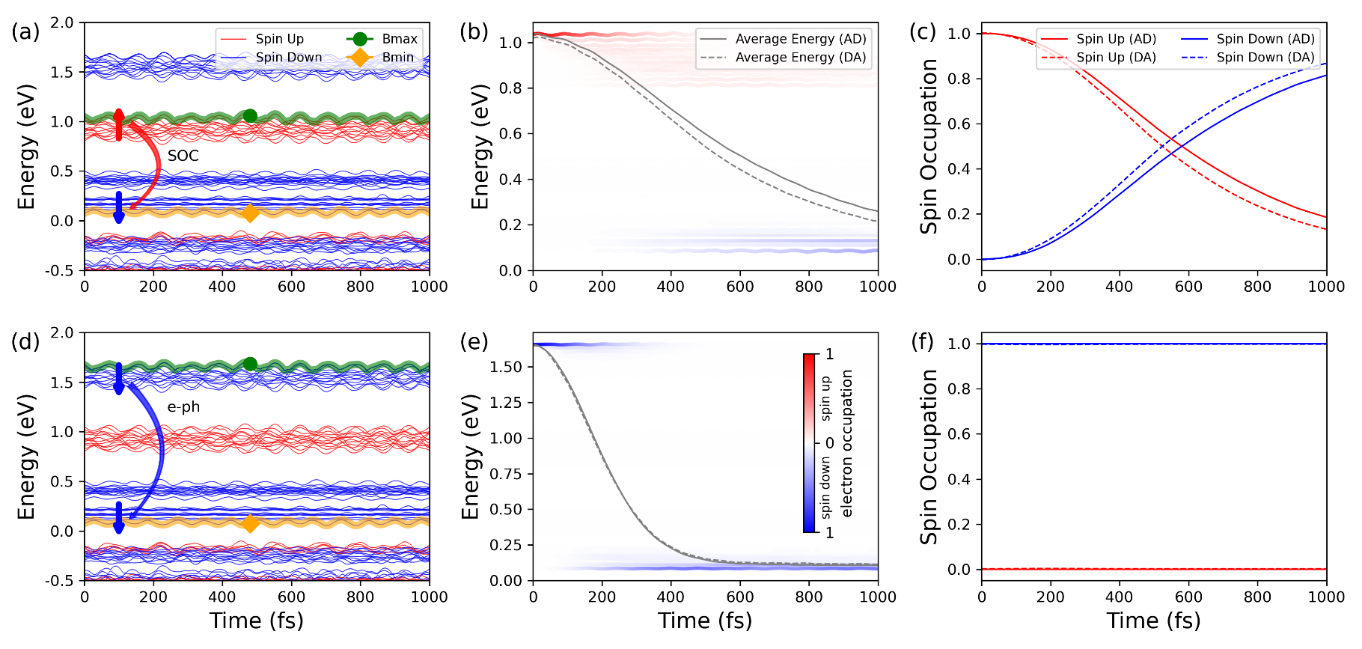 (a)
2.0
1.5
1.0
0.5
0.0
-0.5
Energy (eV)
Spin Up
Spin Down
Bmax
Bmin
SOC
0 200 400 600 800 1000
(b)
1.0
0.8
0.6
0.4
0.2
0.0
Energy (eV)
Average Energy (AD)
Average Energy (DA)
0 200 400 600 800 1000
(c)
1.0
0.8
0.6
0.4
0.2
0.0
Spin Occupation
Spin Up (AD)
Spin Up (DA)
Spin Down (AD)
Spin Down (DA)
0 200 400 600 800 1000
(d)
2.0
1.5
1.0
0.5
0.0
-0.5
Energy (eV)
e-ph
0 200 400 600 800 1000
Time (fs)
(e)
1.50
1.25
1.00
0.75
0.50
0.25
0.00
Energy (eV)
1
0
1
spin down spin up
electron occupation
0 200 400 600 800 1000
Time (fs)
(f)
1.0
0.8
0.6
0.4
0.2
0.0
Spin Occupation
0 200 400 600 800 1000
Time (fs)